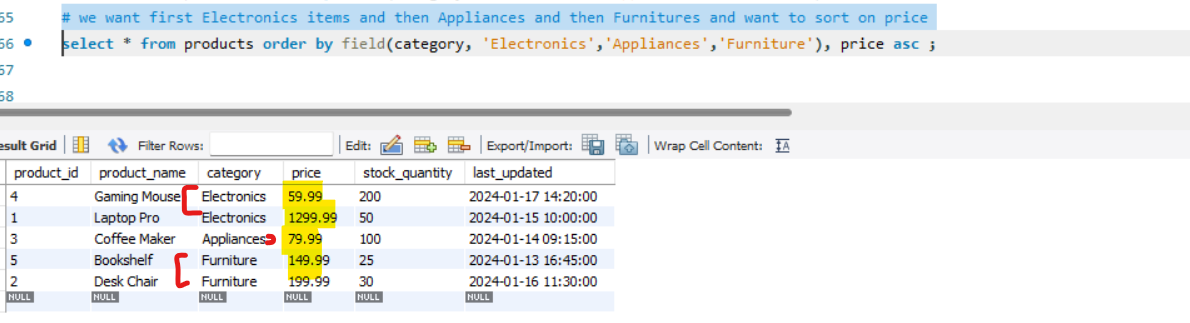 55 # we want first Electronics items and then Appliances and then Furnitures and want to sort on price
56 select * from products order by field(category, 'Electronics','Appliances','Furniture'), price asc ;
57
58
esult Grid Filter Rows: Edit: Export/Import: Wrap Cell Content: IA
product_id product_name category price stock_quantity last_updated
4 Gaming Mouse Electronics 59.99 200 2024-01-17 14:20:00
1 Laptop Pro Electronics 1299.99 50 2024-01-15 10:00:00
3 Coffee Maker Appliances 79.99 100 2024-01-14 09:15:00
5 Bookshelf Furniture 149.99 25 2024-01-13 16:45:00
2 Desk Chair Furniture 199.99 30 2024-01-16 11:30:00
NULL NULL NULL NULL NULL NULL